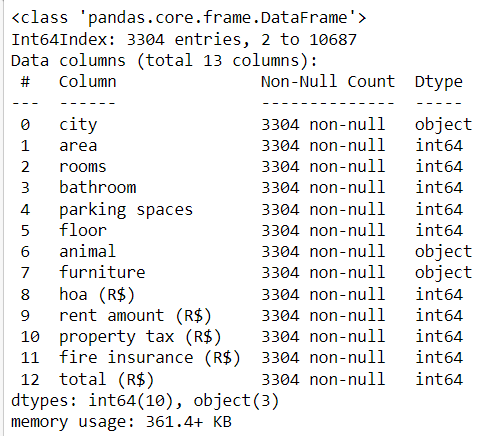 <class 'pandas.core.frame.DataFrame'>
Int64Index: 3304 entries, 2 to 10687
Data columns (total 13 columns):
 #   Column               Non-Null Count  Dtype
---  ------               --------------  -----
 0   city                 3304 non-null   object
 1   area                 3304 non-null   int64
 2   rooms                3304 non-null   int64
 3   bathroom             3304 non-null   int64
 4   parking spaces       3304 non-null   int64
 5   floor                3304 non-null   int64
 6   animal               3304 non-null   object
 7   furniture            3304 non-null   object
 8   hoa (R$)             3304 non-null   int64
 9   rent amount (R$)     3304 non-null   int64
 10  property tax (R$)    3304 non-null   int64
 11  fire insurance (R$)  3304 non-null   int64
 12  total (R$)           3304 non-null   int64
dtypes: int64(10), object(3)
memory usage: 361.4+ KB